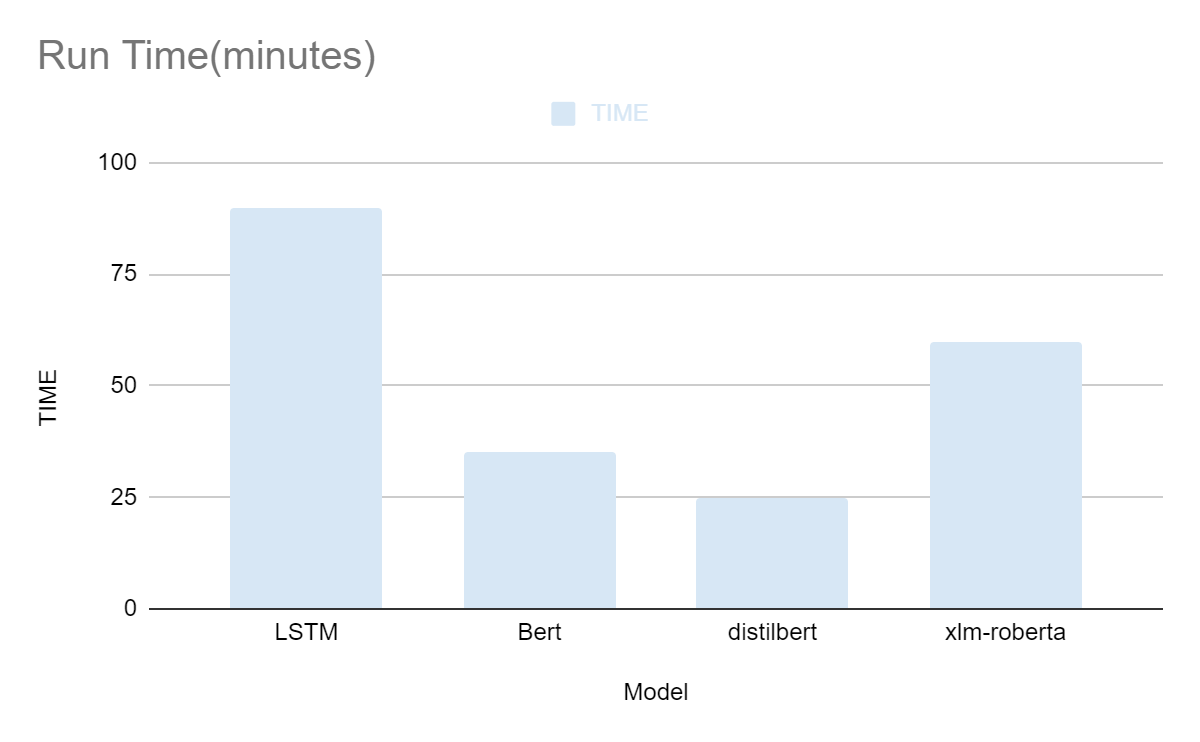 Run Time(minutes)
TIME
100
75
50
25
0
TIME
LSTM Bert distilbert xlm-roberta
Model